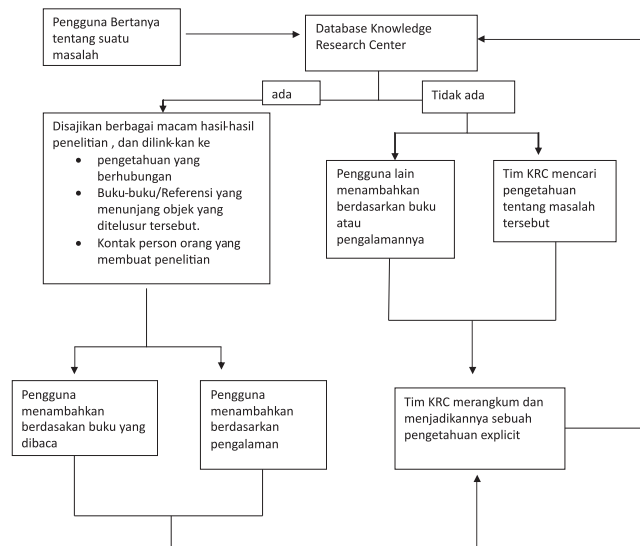 Pengguna Bertanya
tentang suatu
masalah
Database Knowledge
Research Center
ada
Tidak ada
Disajikan berbagai macam hasil-hasil
penelitian , dan dilink-kan ke
• pengetahuan yang
berhubungan
• Buku-buku/Referensi yang
menunjang objek yang
ditelusur tersebut.
• Kontak person orang yang
membuat penelitian
Pengguna lain
menambahkan
berdasarkan buku
atau
pengalamannya
Tim KRC mencari
pengetahuan
tentang masalah
tersebut
Pengguna
menambahkan
berdasakan buku yang
dibaca
Pengguna
menambahkan
berdasarkan
pengalaman
Tim KRC merangkum dan
menjadikannya sebuah
pengetahuan explicit